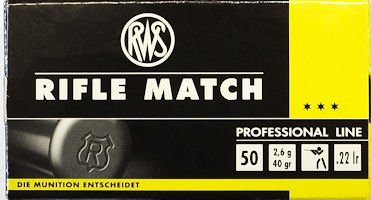 RWS
RIFLE MATCH
★ ★ ★
PROFESSIONAL LINE
50
2,6 g
40 gr
.22 lr
R
DIE MUNITION ENTSCHEIDET